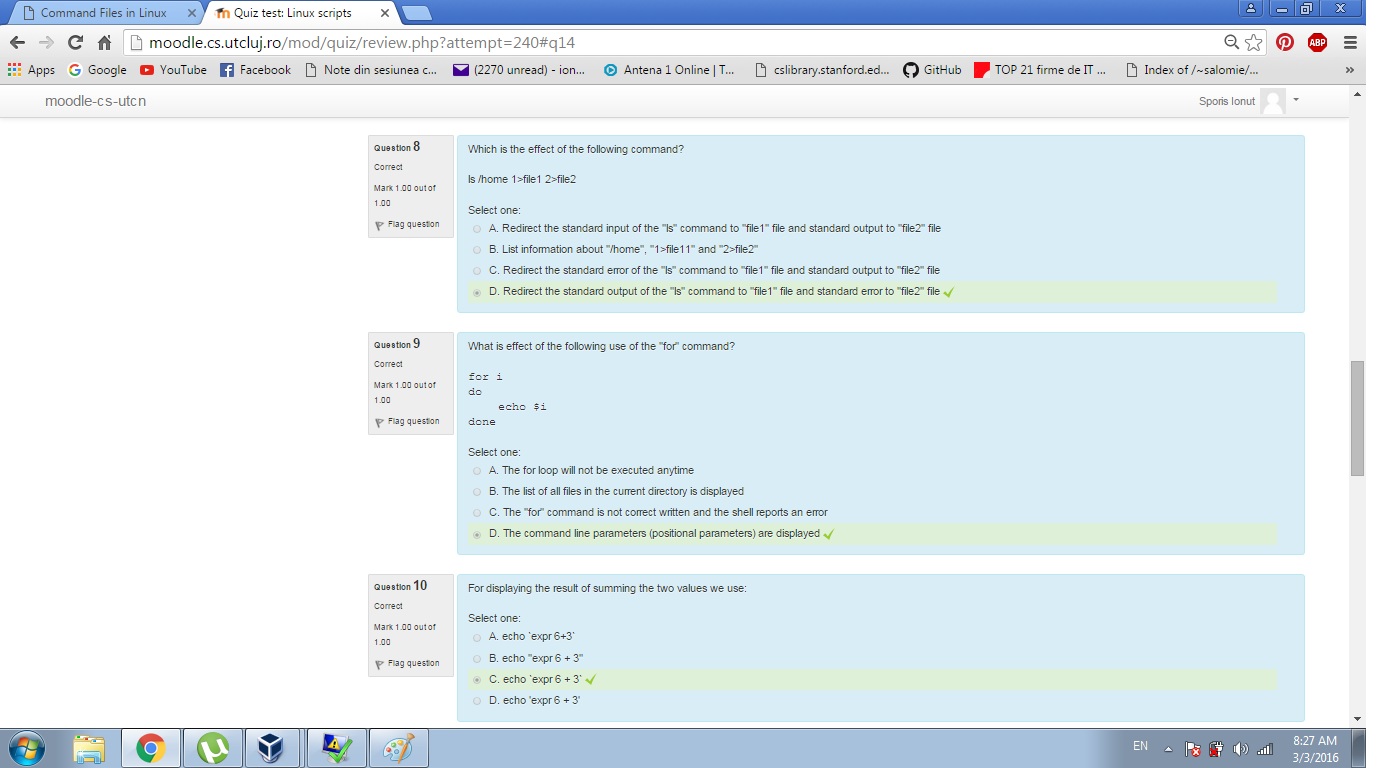 Command Files in Linux
Quiz test: Linux scripts
moodle.cs.utcluj.ro/mod/quiz/review.php?attempt=240#q14
ABP
Apps Google YouTube Facebook Note din sesiunea c... (2270 unread) - ion... Antena 1 Online | T... cslibrary.stanford.ed... GitHub TOP 21 firme de IT ... Index of /~salomie/... »
moodle-cs-utcn
Sporis Ionut
Question 8
Correct
Mark 1.00 out of
1.00
Flag question
Which is the effect of the following command?
ls /home 1>file1 2>file2
Select one:
A. Redirect the standard input of the "ls" command to "file1" file and standard output to "file2" file
B. List information about "/home", "1>file11" and "2>file2"
C. Redirect the standard error of the "ls" command to "file1" file and standard output to "file2" file
D. Redirect the standard output of the "ls" command to "file1" file and standard error to "file2" file
Question 9
Correct
Mark 1.00 out of
1.00
Flag question
What is effect of the following use of the "for" command?
for i
do
echo $i
done
Select one:
A. The for loop will not be executed anytime
B. The list of all files in the current directory is displayed
C. The "for" command is not correct written and the shell reports an error
D. The command line parameters (positional parameters) are displayed
Question 10
Correct
Mark 1.00 out of
1.00
Flag question
For displaying the result of summing the two values we use:
Select one:
A. echo `expr 6+3`
B. echo "expr 6 + 3"
C. echo `expr 6 + 3`
D. echo 'expr 6 + 3'
EN
8:27 AM
3/3/2016